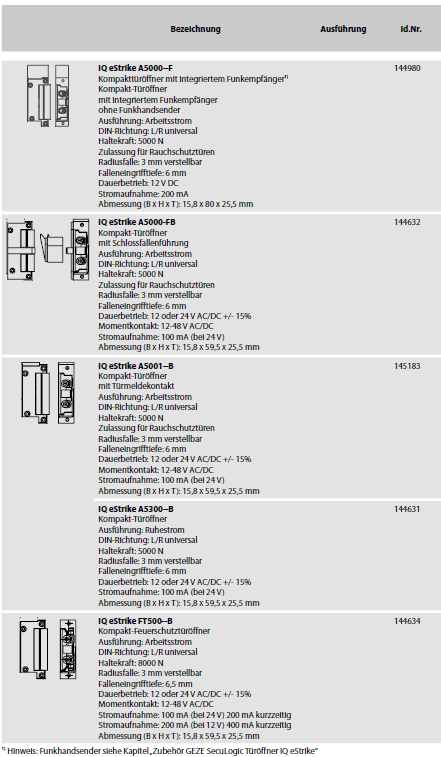 Bezeichnung Ausführung Id.Nr.
IQ eStrike A5000--F 144980
Kompakttüröffner mit integriertem Funkempfänger¹⁾
Kompakt-Türöffner
mit integriertem Funkempfänger
ohne Funkhandsender
Ausführung: Arbeitsstrom
DIN-Richtung: L/R universal
Haltekraft: 5000 N
Zulassung für Rauchschutztüren
Radiusfalle: 3 mm verstellbar
Falleneingrifftiefe: 6 mm
Dauerbetrieb: 12 V DC
Stromaufnahme: 200 mA
Abmessung (B x H x T): 15,8 x 80 x 25,5 mm
IQ eStrike A5000-FB 144632
Kompakt-Türöffner
mit Schlossfallenführung
Ausführung: Arbeitsstrom
DIN-Richtung: L/R universal
Haltekraft: 5000 N
Zulassung für Rauchschutztüren
Radiusfalle: 3 mm verstellbar
Falleneingrifftiefe: 6 mm
Dauerbetrieb: 12 oder 24 V AC/DC +/- 15%
Momentkontakt: 12-48 V AC/DC
Stromaufnahme: 100 mA (bei 24 V)
Abmessung (B x H x T): 15,8 x 59,5 x 25,5 mm
IQ eStrike A5001--B 145183
Kompakt-Türöffner
mit Türmeldekontakt
Ausführung: Arbeitsstrom
DIN-Richtung: L/R universal
Haltekraft: 5000 N
Zulassung für Rauchschutztüren
Radiusfalle: 3 mm verstellbar
Falleneingrifftiefe: 6 mm
Dauerbetrieb: 12 oder 24 V AC/DC +/- 15%
Momentkontakt: 12-48 V AC/DC
Stromaufnahme: 100 mA (bei 24 V)
Abmessung (B x H x T): 15,8 x 59,5 x 25,5 mm
IQ eStrike A5300--B 144631
Kompakt-Türöffner
Ausführung: Ruhestrom
DIN-Richtung: L/R universal
Haltekraft: 5000 N
Radiusfalle: 3 mm verstellbar
Falleneingrifftiefe: 6 mm
Dauerbetrieb: 12 oder 24 V AC/DC +/- 15%
Stromaufnahme: 100 mA (bei 24 V)
Abmessung (B x H x T): 15,8 x 59,5 x 25,5 mm
IQ eStrike FT500--B 144634
Kompakt-Feuerschutztüröffner
Ausführung: Arbeitsstrom
DIN-Richtung: L/R universal
Haltekraft: 8000 N
Radiusfalle: 3 mm verstellbar
Falleneingrifftiefe: 6,5 mm
Dauerbetrieb: 12 oder 24 V AC/DC +/- 15%
Momentkontakt: 12-48 V AC/DC
Stromaufnahme: 100 mA (bei 24 V) 200 mA kurzzeitig
Stromaufnahme: 200 mA (bei 12 V) 400 mA kurzzeitig
Abmessung (B x H x T): 15,8 x 59,5 x 25,5 mm
¹⁾ Hinweis: Funkhandsender siehe Kapitel „Zubehör GEZE SecuLogic Türöffner IQ eStrike“